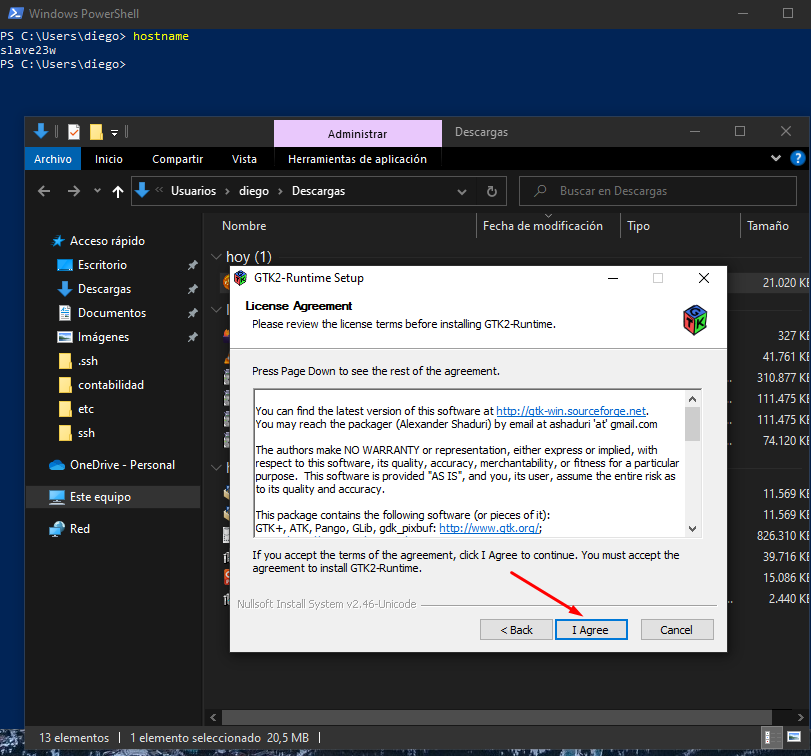 Windows PowerShell
PS C:\Users\diego> hostname
slave23w
PS C:\Users\diego>
Administrar
Descargas
Archivo
Inicio
Compartir
Vista
Herramientas de aplicación
Usuarios
diego
Descargas
Buscar en Descargas
Nombre
Fecha de modificación
Tipo
Tamaño
Acceso rápido
Escritorio
Descargas
Documentos
Imágenes
.ssh
contabilidad
etc
ssh
OneDrive - Personal
Este equipo
Red
hoy (1)
21.020 KB
327 KB
41.761 KB
310.877 KB
111.475 KB
111.475 KB
74.120 KB
11.569 KB
11.569 KB
826.310 KB
39.716 KB
15.086 KB
2.440 KB
GTK2-Runtime Setup
License Agreement
Please review the license terms before installing GTK2-Runtime.
Press Page Down to see the rest of the agreement.
You can find the latest version of this software at http://gtk-win.sourceforge.net.
You may reach the packager (Alexander Shaduri) by email at ashaduri 'at' gmail.com
The authors make NO WARRANTY or representation, either express or implied, with
respect to this software, its quality, accuracy, merchantability, or fitness for a particular
purpose. This software is provided "AS IS", and you, its user, assume the entire risk as
to its quality and accuracy.
This package contains the following software (or pieces of it):
GTK+, ATK, Pango, GLib, gdk_pixbuf: http://www.gtk.org/;
If you accept the terms of the agreement, click I Agree to continue. You must accept the
agreement to install GTK2-Runtime.
Nullsoft Install System v2.46-Unicode
< Back
I Agree
Cancel
13 elementos
1 elemento seleccionado 20,5 MB